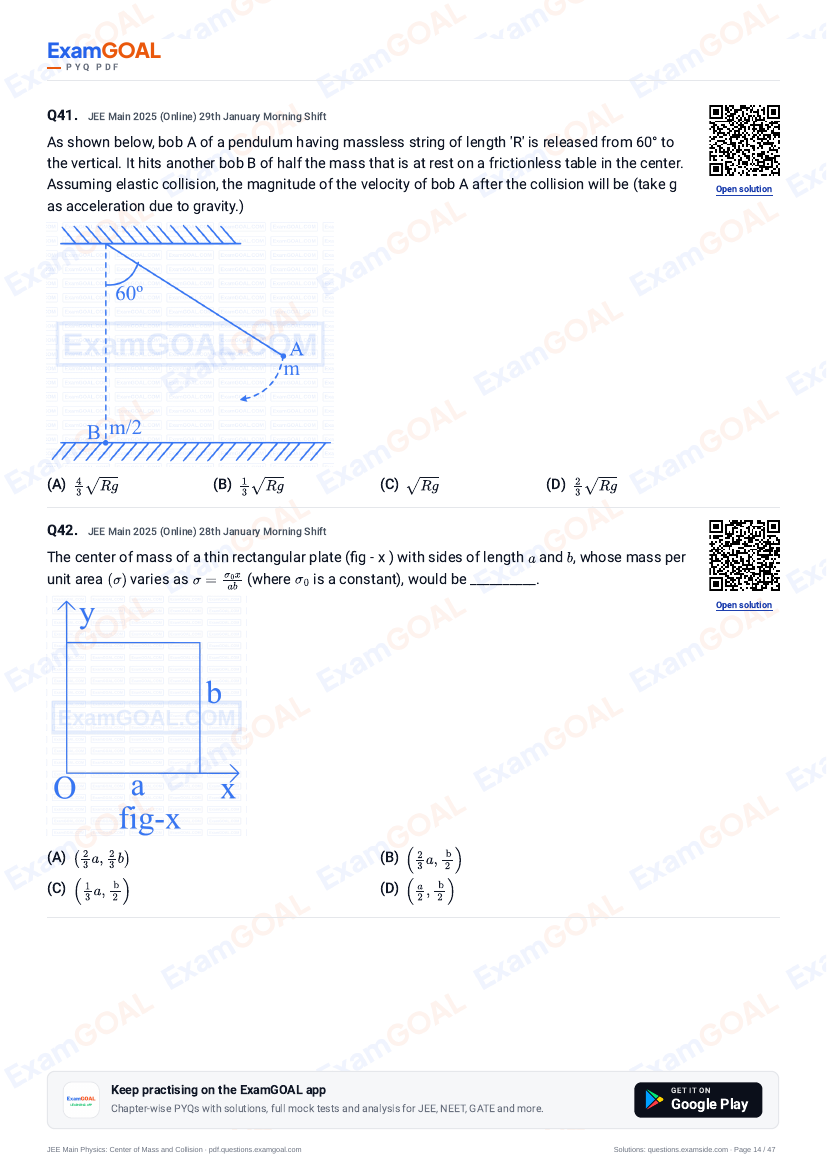 ExamGOAL
PYQ PDF
Q41. JEE Main 2025 (Online) 29th January Morning Shift
As shown below, bob A of a pendulum having massless string of length 'R' is released from 60° to
the vertical. It hits another bob B of half the mass that is at rest on a frictionless table in the center.
Assuming elastic collision, the magnitude of the velocity of bob A after the collision will be (take g
as acceleration due to gravity.)
Open solution
60º
ExamGOAL.COM
A
m
B m/2
(A) 4/3 √Rg (B) 1/3 √Rg (C) √Rg (D) 2/3 √Rg
Q42. JEE Main 2025 (Online) 28th January Morning Shift
The center of mass of a thin rectangular plate (fig - x ) with sides of length a and b, whose mass per
unit area (σ) varies as σ = σ₀x/ab (where σ₀ is a constant), would be _________.
Open solution
y
b
ExamGOAL.COM
O a x
fig-x
(A) (2/3 a, 2/3 b) (B) (2/3 a, b/2)
(C) (1/3 a, b/2) (D) (a/2, b/2)
Keep practising on the ExamGOAL app
Chapter-wise PYQs with solutions, full mock tests and analysis for JEE, NEET, GATE and more.
GET IT ON
Google Play
JEE Main Physics: Center of Mass and Collision · pdf.questions.examgoal.com
Solutions: questions.examside.com · Page 14 / 47